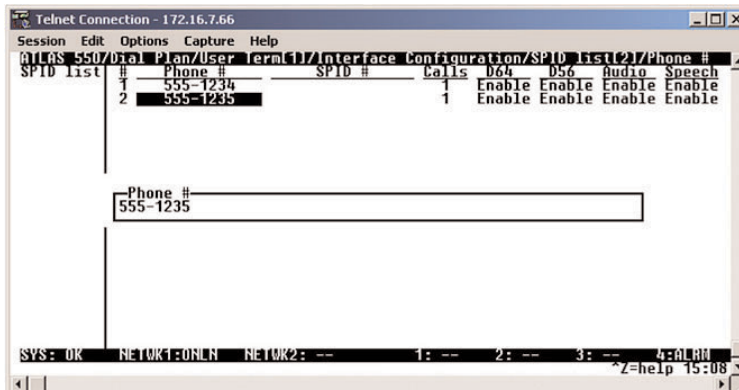 Telnet Connection - 172.16.7.66
Session Edit Options Capture Help
ATLAS 550/Dial Plan/User Term[1]/Interface Configuration/SPID list[2]/Phone #
SPID list # Phone # SPID # Calls D64 D56 Audio Speech
1 555-1234 1 Enable Enable Enable Enable
2 555-1235 1 Enable Enable Enable Enable
Phone #
555-1235
SYS: OK NETWK1:ONLN NETWK2: -- 1: -- 2: -- 3: -- 4:ALRM
^Z=help 15:08